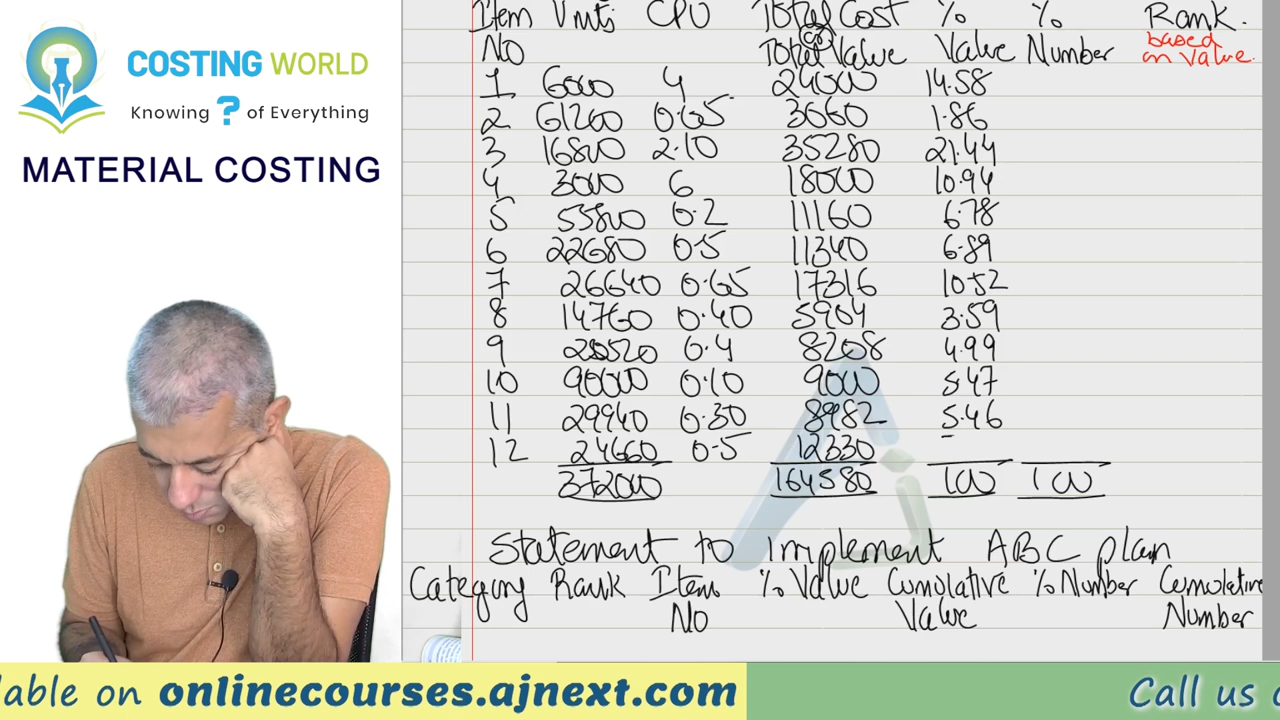 COSTING WORLD
Knowing ? of Everything
MATERIAL COSTING
Item Units CPU Total Cost % % Rank.
No (or) Total Value Value Number based on Value.
1 6000 4 24000 14.58
2 61200 0.05 3060 1.86
3 16800 2.10 35280 21.44
4 3000 6 18000 10.94
5 55800 0.2 11160 6.78
6 22680 0.5 11340 6.89
7 26640 0.65 17316 10.52
8 14760 0.40 5904 3.59
9 20520 0.4 8208 4.99
10 90000 0.10 9000 5.47
11 29940 0.30 8982 5.46
12 24660 0.5 12330
372000 164580 100 100
Statement to implement ABC plan
Category Rank Item % Value Cumulative % Number Cumulative
No Value Number
lable on onlinecourses.ajnext.com Call us